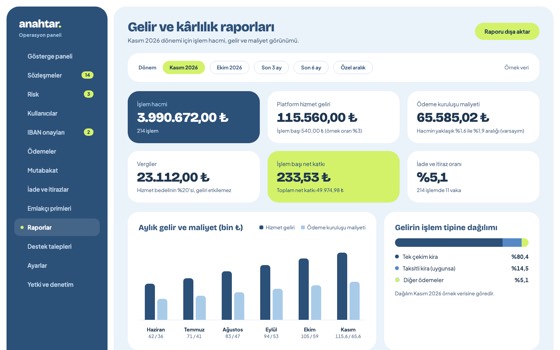 anahtar.
Operasyon paneli
Gösterge paneli
Sözleşmeler 14
Risk 3
Kullanıcılar
IBAN onayları 2
Ödemeler
Mutabakat
İade ve itirazlar
Emlakçı primleri
Raporlar
Destek talepleri
Ayarlar
Yetki ve denetim
Gelir ve kârlılık raporları
Kasım 2026 dönemi için işlem hacmi, gelir ve maliyet görünümü.
Raporu dışa aktar
Dönem Kasım 2026 Ekim 2026 Son 3 ay Son 6 ay Özel aralık Örnek veri
İşlem hacmi
3.990.672,00 ₺
214 işlem
Platform hizmet geliri
115.560,00 ₺
İşlem başı 540,00 ₺ (örnek oran %3)
Ödeme kuruluşu maliyeti
65.585,02 ₺
Hacmin yaklaşık %1,6 ile %1,9 aralığı (varsayım)
Vergiler
23.112,00 ₺
Hizmet bedelinin %20'si, geliri etkilemez
İşlem başı net katkı
233,53 ₺
Toplam net katkı 49.974,98 ₺
İade ve itiraz oranı
%5,1
214 işlemde 11 vaka
Aylık gelir ve maliyet (bin ₺)
Hizmet geliri Ödeme kuruluşu maliyeti
Haziran Temmuz Ağustos Eylül Ekim Kasım
62 / 36 71 / 41 83 / 47 94 / 53 105 / 59 115,6 / 65,6
Gelirin işlem tipine dağılımı
Tek çekim kira %80,4
Taksitli kira (uygunsa) %14,5
Diğer ödemeler %5,1
Dağılım Kasım 2026 örnek verisine göredir.